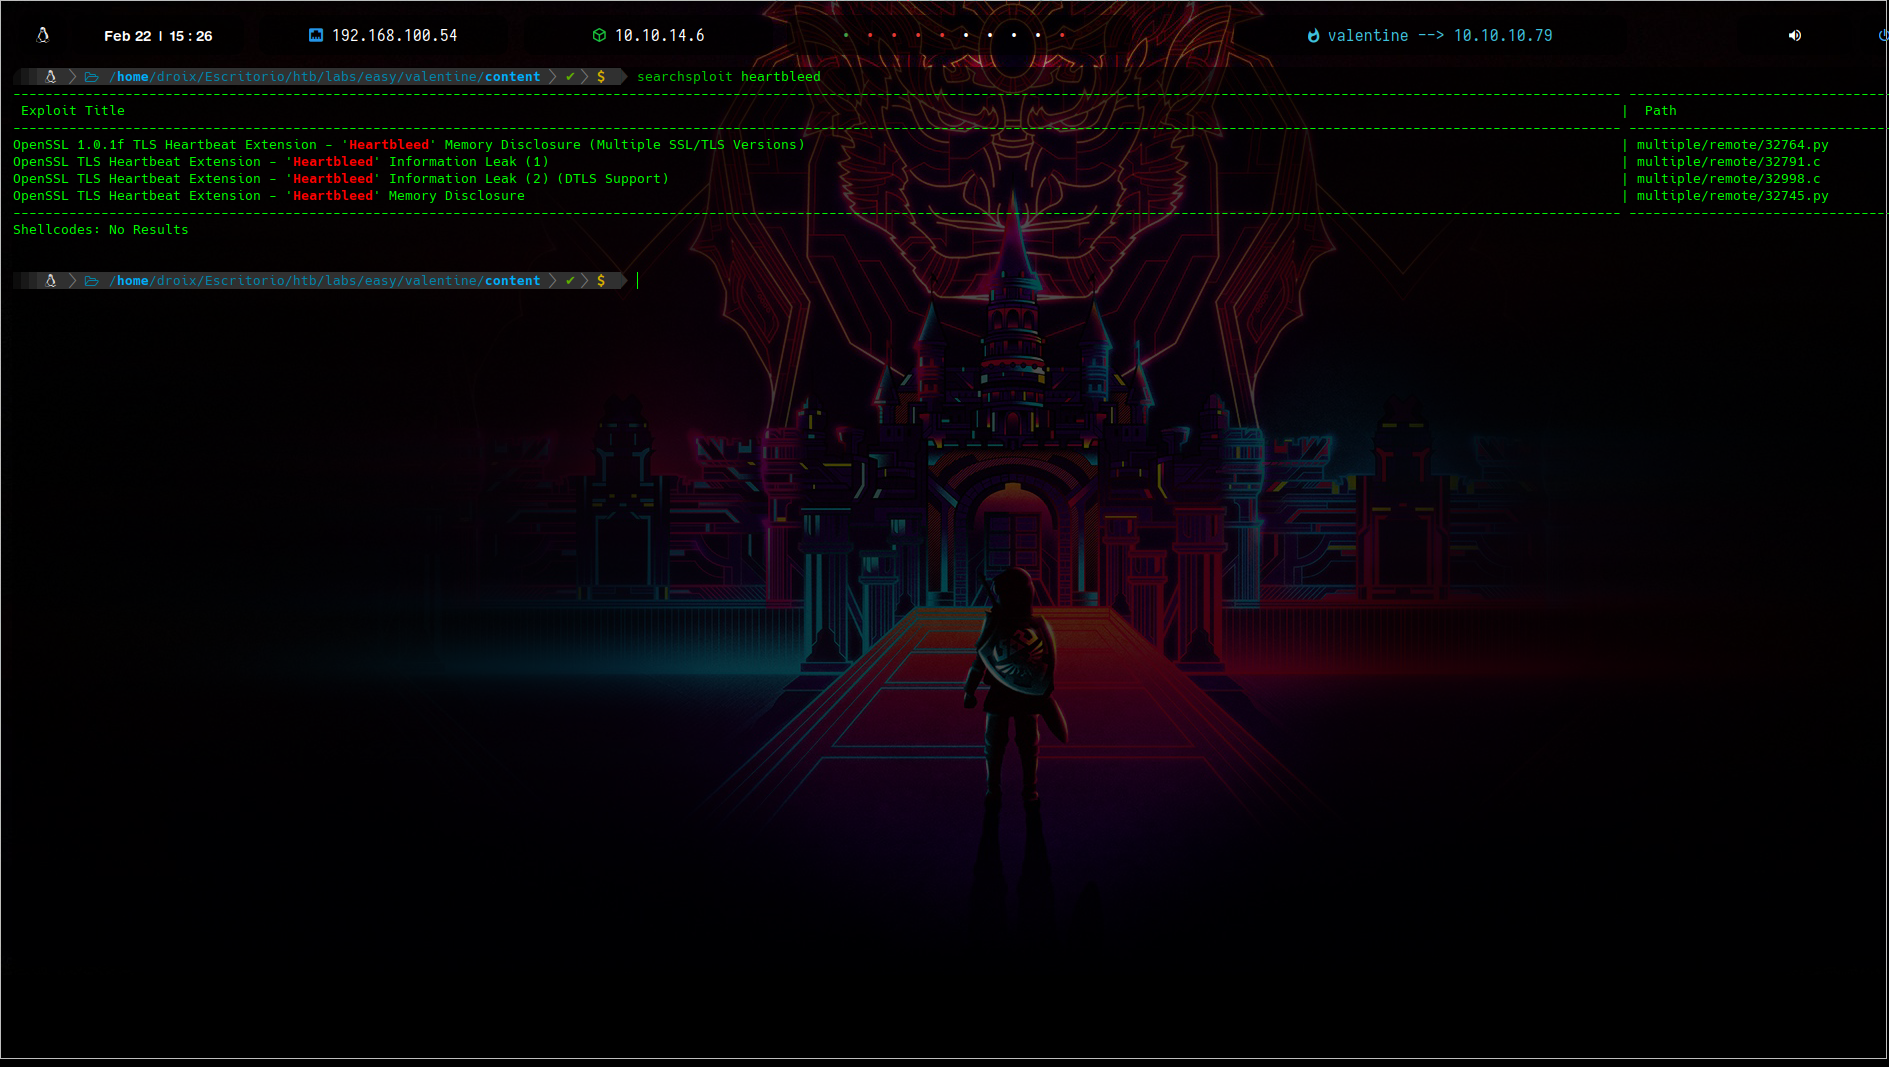 Feb 22 | 15 : 26 192.168.100.54 10.10.14.6 valentine --> 10.10.10.79
/home/droix/Escritorio/htb/labs/easy/valentine/content ✔ $ searchsploit heartbleed
Exploit Title | Path
OpenSSL 1.0.1f TLS Heartbeat Extension - 'Heartbleed' Memory Disclosure (Multiple SSL/TLS Versions) | multiple/remote/32764.py
OpenSSL TLS Heartbeat Extension - 'Heartbleed' Information Leak (1) | multiple/remote/32791.c
OpenSSL TLS Heartbeat Extension - 'Heartbleed' Information Leak (2) (DTLS Support) | multiple/remote/32998.c
OpenSSL TLS Heartbeat Extension - 'Heartbleed' Memory Disclosure | multiple/remote/32745.py
Shellcodes: No Results
/home/droix/Escritorio/htb/labs/easy/valentine/content ✔ $